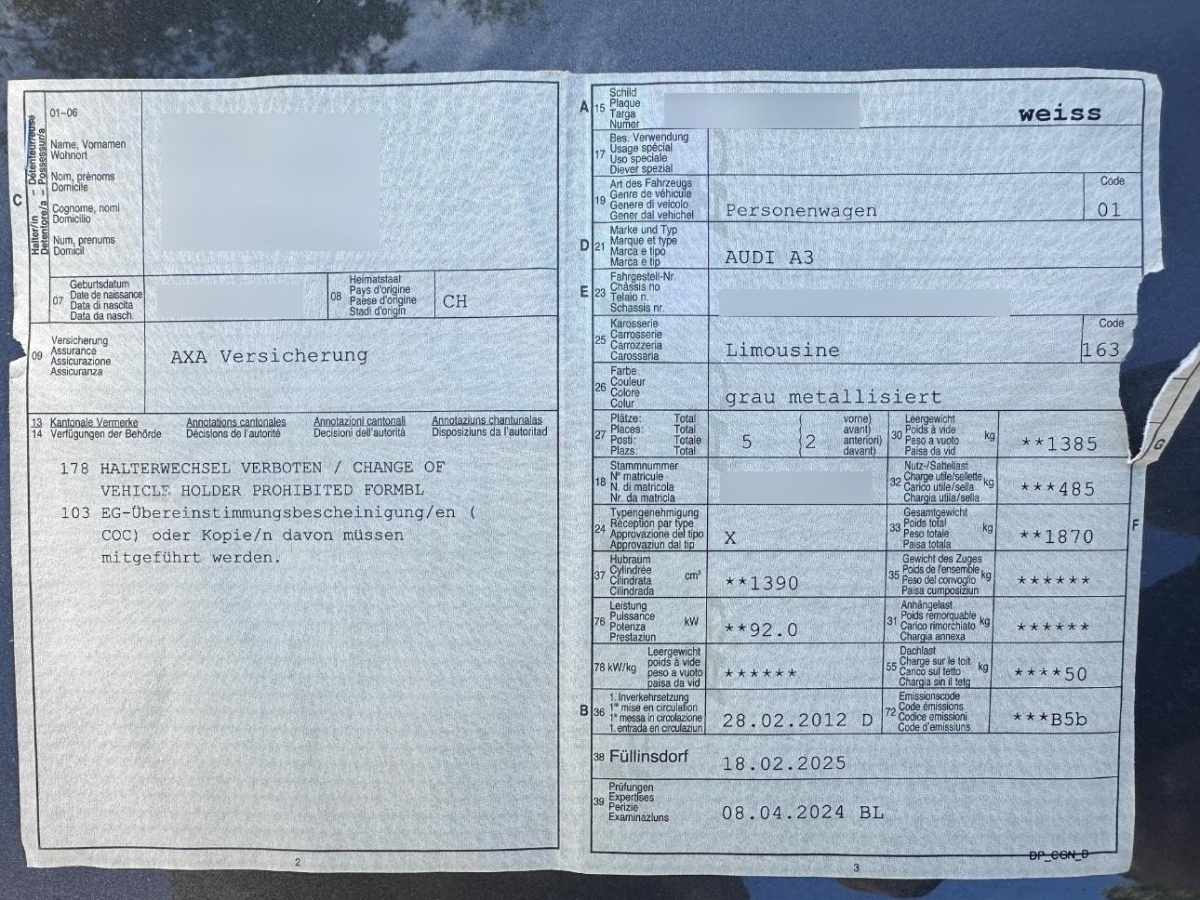 C
Halter/in – Détenteur/euse
Detentore/a – Possessur/a
01–06
Name, Vornamen
Wohnort
Nom, prénoms
Domicile
Cognome, nomi
Domicilio
Num, prenums
Domicil
07
Geburtsdatum
Date de naissance
Data di nascita
Data da nasch.
08
Heimatstaat
Pays d'origine
Paese d'origine
Stadi d'origin
CH
09
Versicherung
Assurance
Assicurazione
Assicuranza
AXA Versicherung
13 Kantonale Vermerke Annotations cantonales Annotazioni cantonali Annotaziuns chantunalas
14 Verfügungen der Behörde Décisions de l'autorité Decisioni dell'autorità Disposiziuns da l'autoritad
178 HALTERWECHSEL VERBOTEN / CHANGE OF
VEHICLE HOLDER PROHIBITED FORMBL
103 EG-Übereinstimmungsbescheinigung/en (
COC) oder Kopie/n davon müssen
mitgeführt werden.
2
A 15
Schild
Plaque
Targa
Numer
weiss
17
Bes. Verwendung
Usage spécial
Uso speciale
Diever spezial
19
Art des Fahrzeugs
Genre de véhicule
Genere di veicolo
Gener dal vehichel
Personenwagen
Code
01
D 21
Marke und Typ
Marque et type
Marca e tipo
Marca e tip
AUDI A3
E 23
Fahrgestell-Nr.
Châssis no
Telaio n.
Schassis nr.
25
Karosserie
Carrosserie
Carrozzeria
Carossaria
Limousine
Code
163
26
Farbe
Couleur
Colore
Colur
grau metallisiert
27
Plätze: Total
Places: Total
Posti: Totale
Plazs: Total
5 (2
vorne)
avant)
anteriori)
davant)
30
Leergewicht
Poids à vide
Peso a vuoto
Paisa da vid
kg
**1385
18
Stammnummer
N° matricule
N. di matricola
Nr. da matricla
32
Nutz-/Sattellast
Charge utile/sellette
Carico utile/sella
Chargia utila/sella
kg
***485
24
Typengenehmigung
Réception par type
Approvazione del tipo
Approvaziun dal tip
X
33
Gesamtgewicht
Poids total
Peso totale
Paisa totala
kg
**1870
F
37
Hubraum
Cylindrée
Cilindrata
Cilindrada
cm³
**1390
35
Gewicht des Zuges
Poids de l'ensemble
Peso del convoglio
Paisa cumposiziun
kg
******
76
Leistung
Puissance
Potenza
Prestaziun
kW
**92.0
31
Anhängelast
Poids remorquable
Carico rimorchiato
Chargia annexa
kg
******
78 kW/kg
Leergewicht
poids à vide
peso a vuoto
paisa da vid
******
55
Dachlast
Charge sur le toit
Carico sul tetto
Chargia sin il tetg
kg
****50
B 36
1. Inverkehrsetzung
1re mise en circulation
1a messa in circolazione
1. entrada en circulaziun
28.02.2012 D
72
Emissionscode
Code émissions
Codice emissioni
Code d'emissiuns
***B5b
38 Füllinsdorf
18.02.2025
39
Prüfungen
Expertises
Perizie
Examinaziuns
08.04.2024 BL
DP_CGN_D
3
G